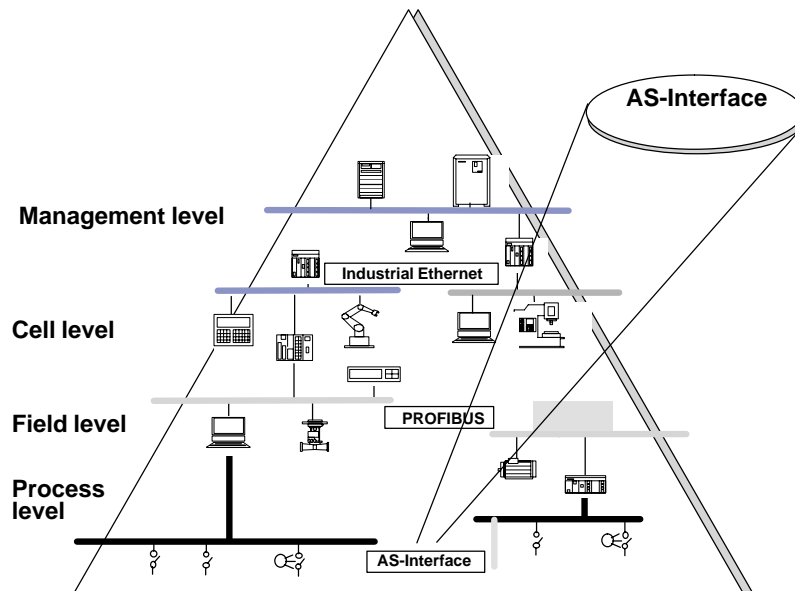 AS-Interface
Management level
Industrial Ethernet
Cell level
PROFIBUS
Field level
Process
level
AS-Interface